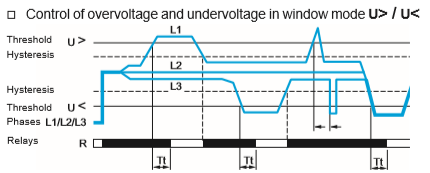 □ Control of overvoltage and undervoltage in window mode U> / U<
L1
Threshold U>
Hysteresis
L2
L3
Hysteresis
Threshold U<
Phases L1/L2/L3
Relays R
Tt Tt Tt